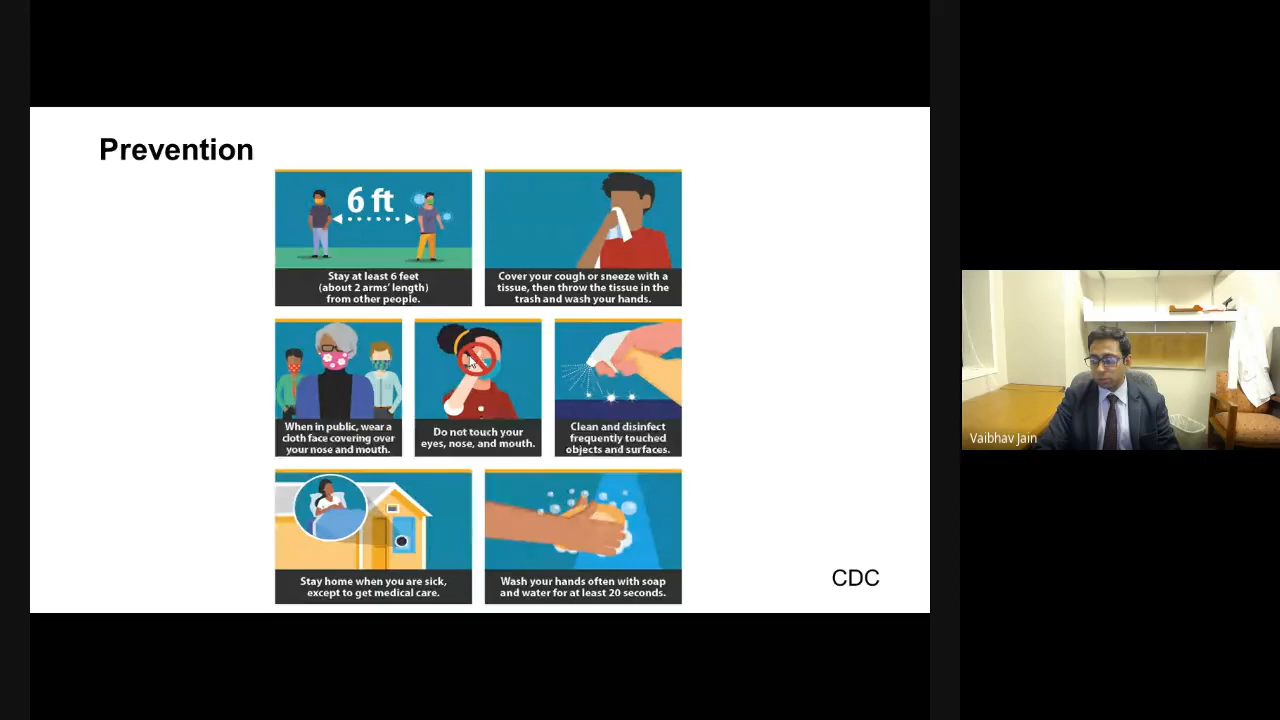 Prevention
6 ft
Stay at least 6 feet
(about 2 arms' length)
from other people.
Cover your cough or sneeze with a
tissue, then throw the tissue in the
trash and wash your hands.
When in public, wear a
cloth face covering over
your nose and mouth.
Do not touch your
eyes, nose, and mouth.
Clean and disinfect
frequently touched
objects and surfaces.
Stay home when you are sick,
except to get medical care.
Wash your hands often with soap
and water for at least 20 seconds.
CDC
Vaibhav Jain